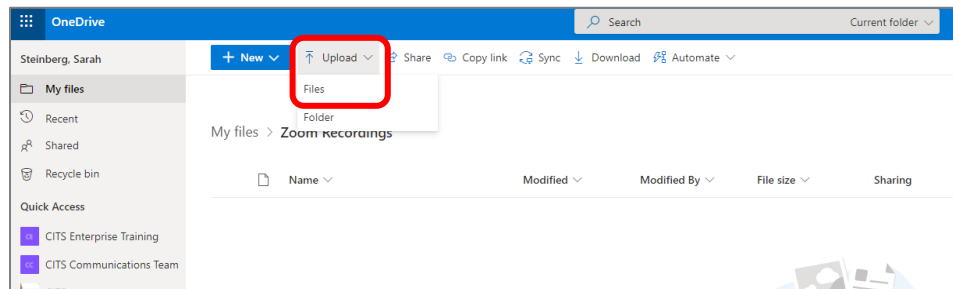 OneDrive
Search
Current folder
Steinberg, Sarah
New
Upload
Share
Copy link
Sync
Download
Automate
My files
Files
Recent
Folder
My files > Zoom Recordings
Shared
Recycle bin
Name
Modified
Modified By
File size
Sharing
Quick Access
CITS Enterprise Training
CC CITS Communications Team